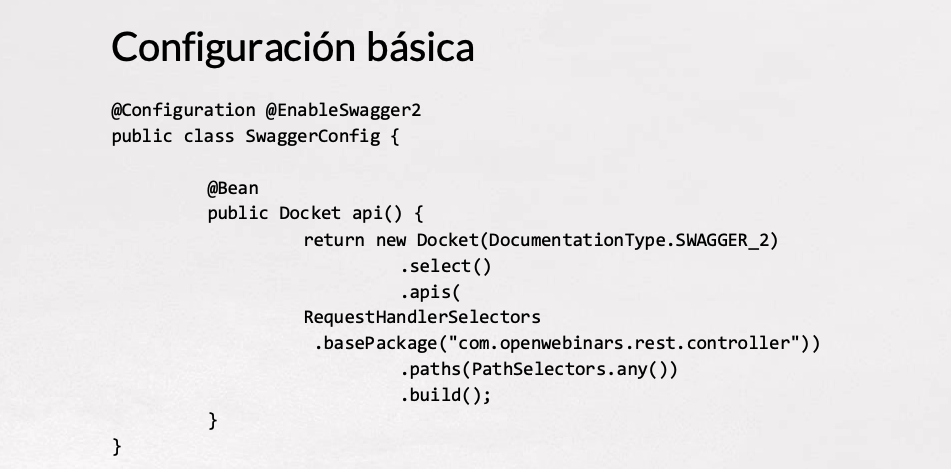 Configuración básica
@Configuration @EnableSwagger2
public class SwaggerConfig {
@Bean
public Docket api() {
return new Docket(DocumentationType.SWAGGER_2)
.select()
.apis(
RequestHandlerSelectors
.basePackage("com.openwebinars.rest.controller"))
.paths(PathSelectors.any())
.build();
}
}